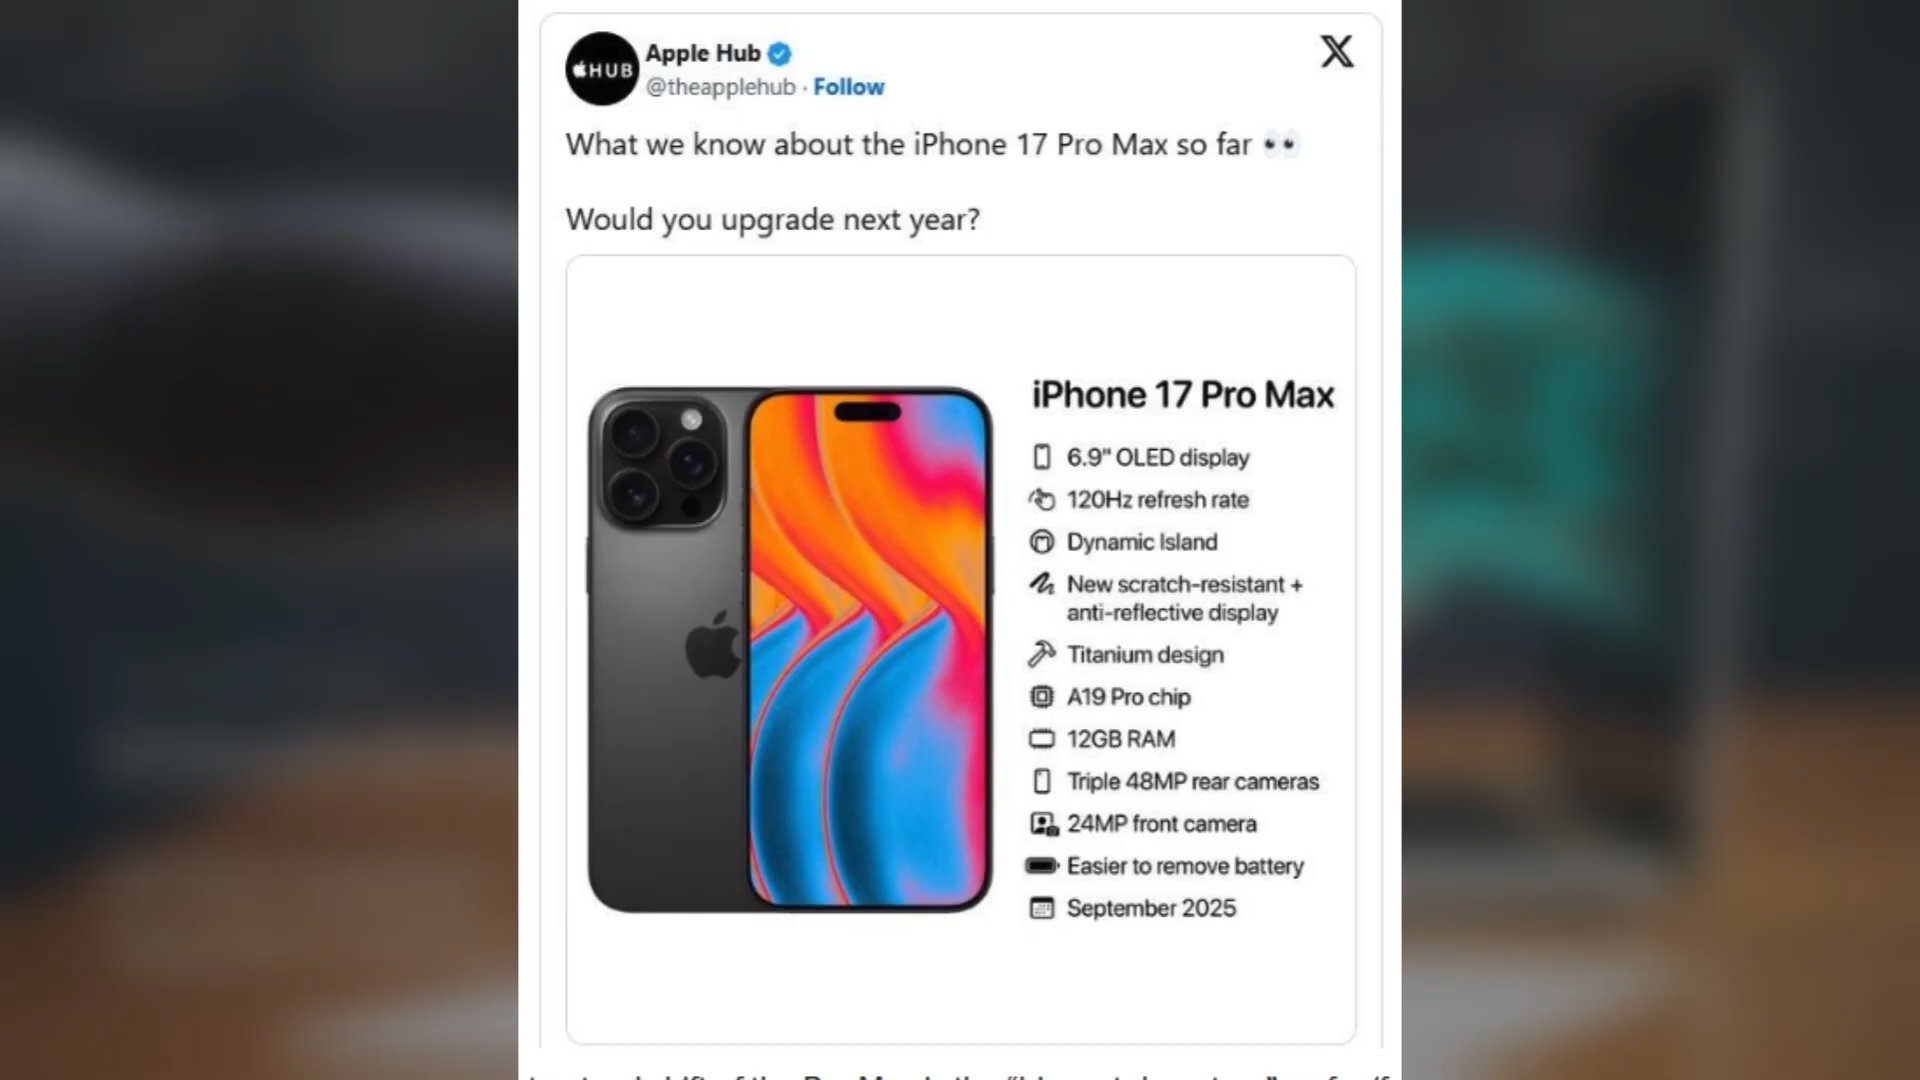 HUB
Apple Hub
@theapplehub · Follow
What we know about the iPhone 17 Pro Max so far 👀
Would you upgrade next year?
iPhone 17 Pro Max
6.9" OLED display
120Hz refresh rate
Dynamic Island
New scratch-resistant +
anti-reflective display
Titanium design
A19 Pro chip
12GB RAM
Triple 48MP rear cameras
24MP front camera
Easier to remove battery
September 2025